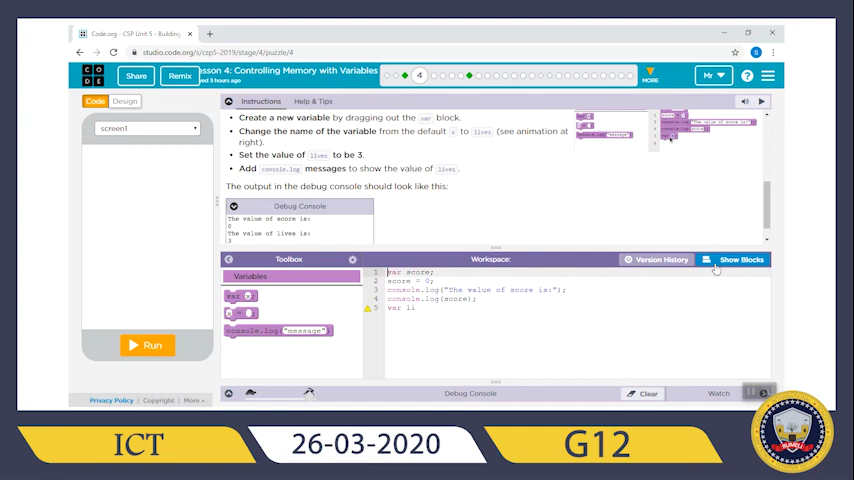 Code.org - CSP Unit 5 - Building
studio.code.org/s/csp5-2019/stage/4/puzzle/4
CODE
Share
Remix
esson 4: Controlling Memory with Variables
ved 3 hours ago
4
MORE
Mr
Code
Design
Instructions
Help & Tips
screen1
Create a new variable by dragging out the var block.
Change the name of the variable from the default x to lives (see animation at
right).
Set the value of lives to be 3.
Add console.log messages to show the value of lives.
The output in the debug console should look like this:
Debug Console
The value of score is:
0
The value of lives is:
3
Toolbox
Workspace:
Version History
Show Blocks
Variables
var x;
x = ;
console.log("message")
1 var score;
2 score = 0;
3 console.log("The value of score is:");
4 console.log(score);
5 var li
Run
Debug Console
Clear
Watch
Privacy Policy | Copyright | More
ICT
26-03-2020
G12